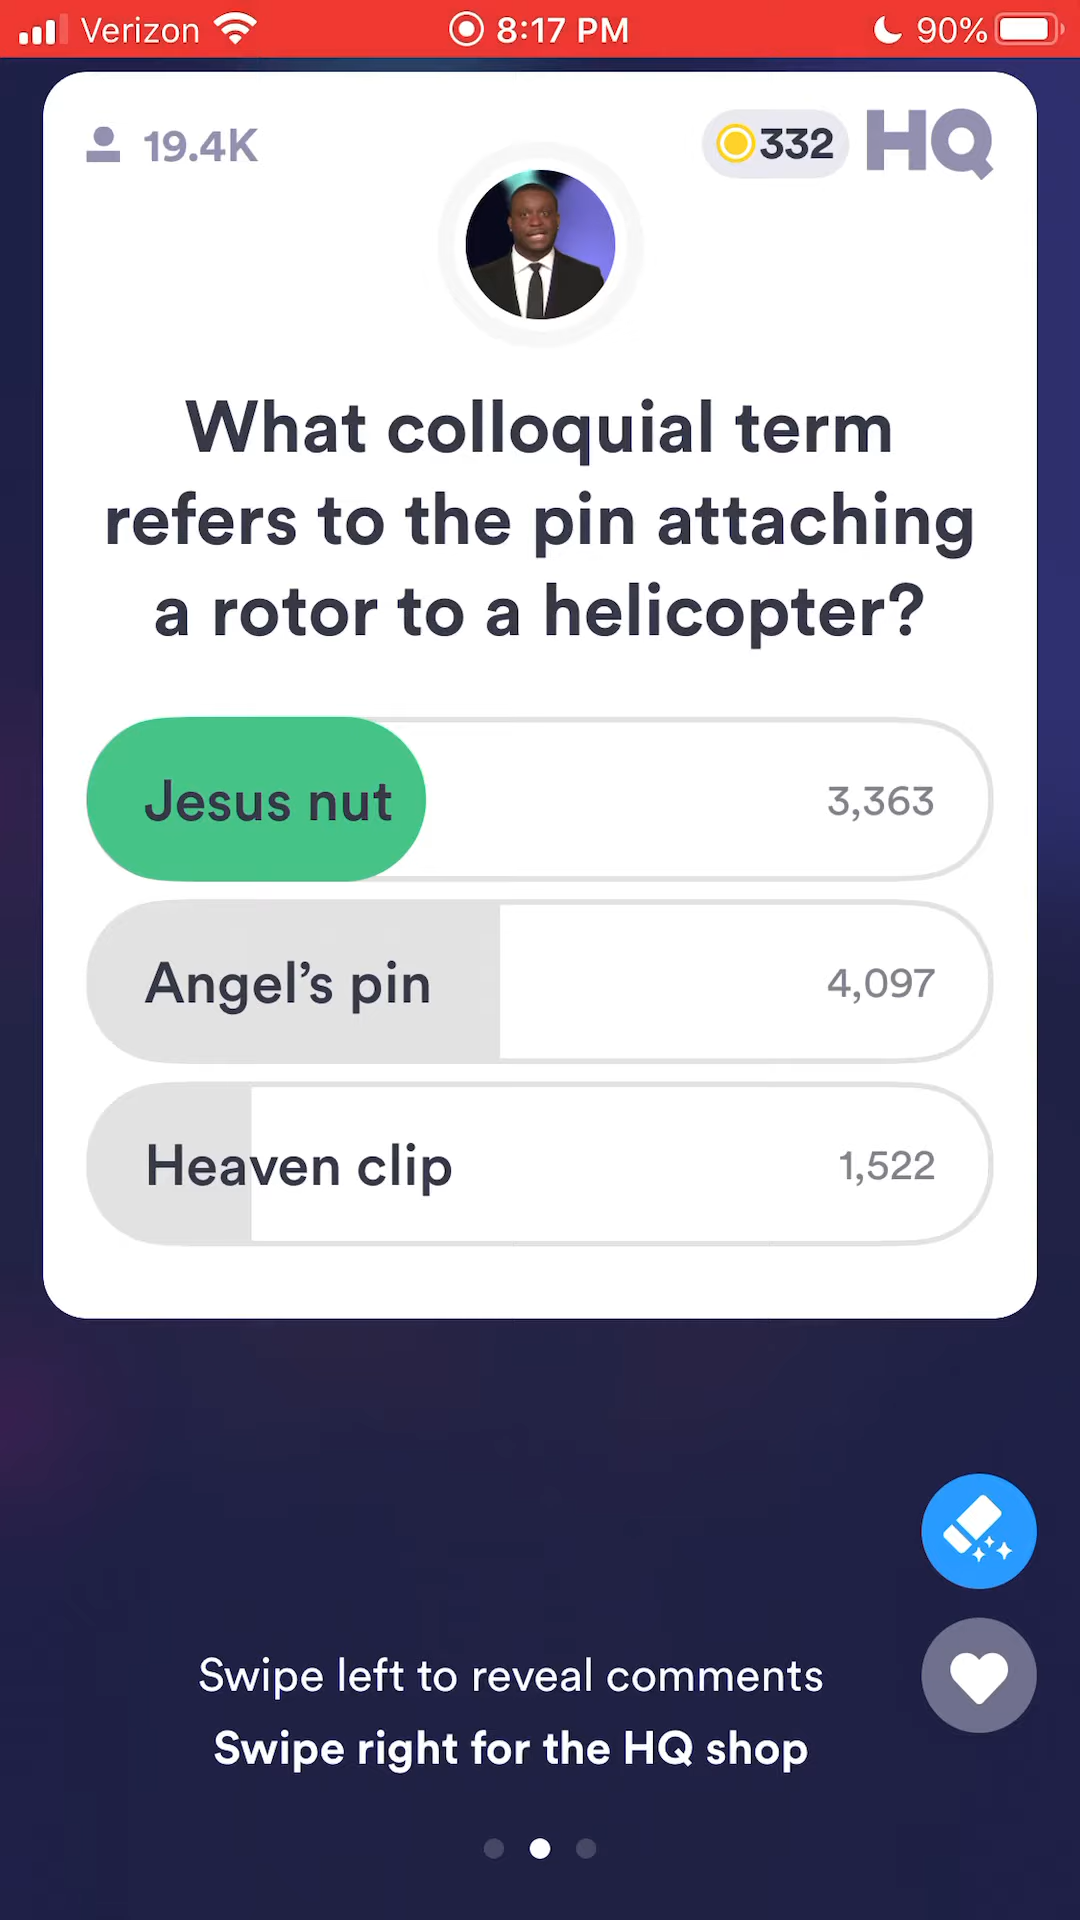 Verizon 8:17 PM 90%
19.4K 332 HQ
What colloquial term
refers to the pin attaching
a rotor to a helicopter?
Jesus nut 3,363
Angel’s pin 4,097
Heaven clip 1,522
Swipe left to reveal comments
Swipe right for the HQ shop